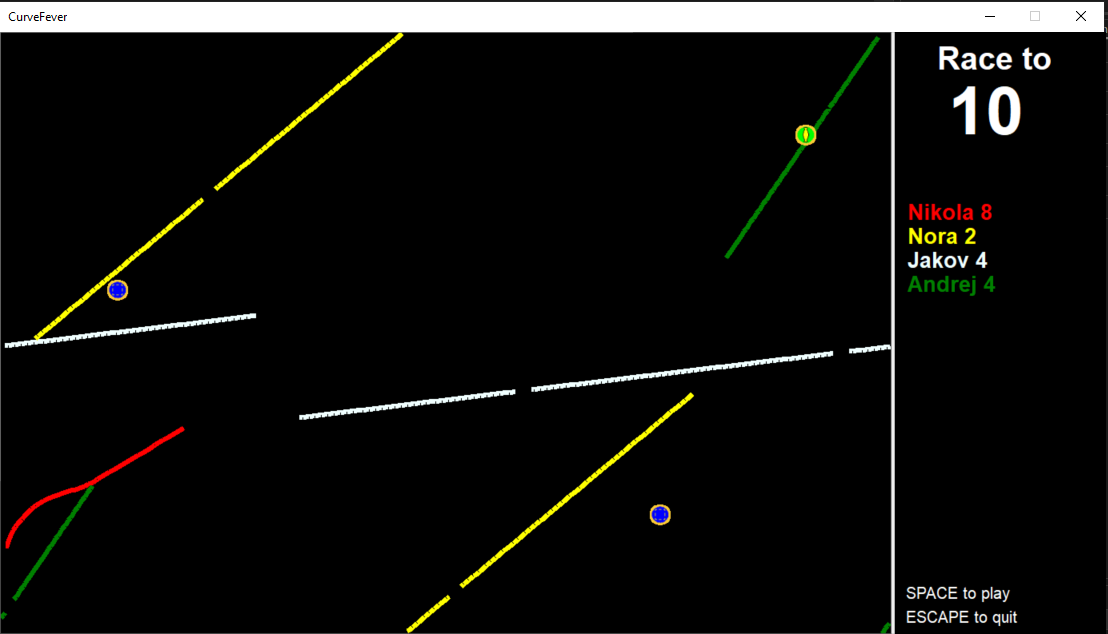 CurveFever
Race to
10
Nikola 8
Nora 2
Jakov 4
Andrej 4
SPACE to play
ESCAPE to quit